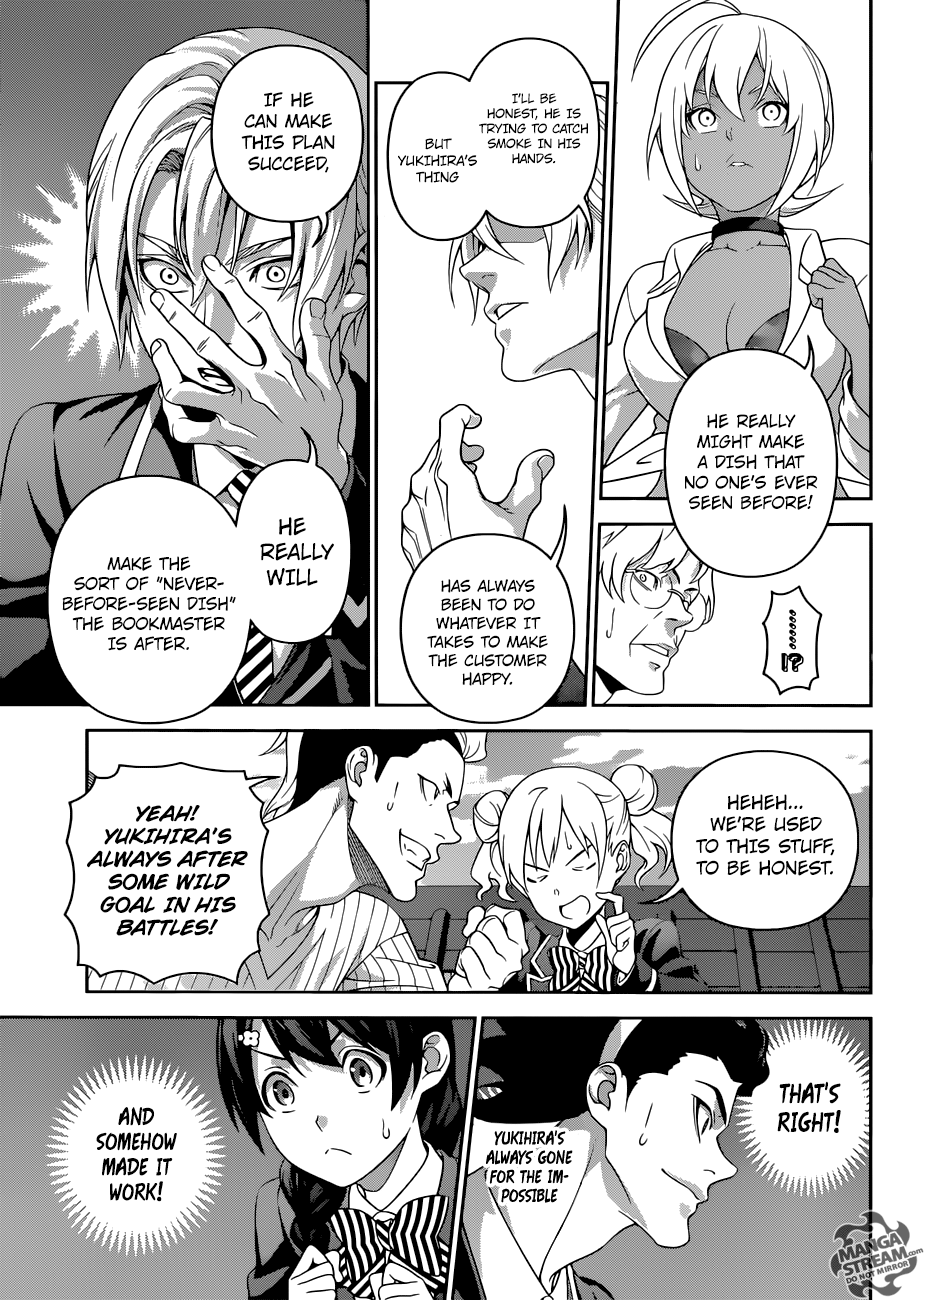 HE REALLY
MIGHT MAKE
A DISH THAT
NO ONE'S EVER
SEEN BEFORE!
.........
!?
I'LL BE
HONEST, HE IS
TRYING TO CATCH
SMOKE IN HIS
HANDS.
BUT
YUKIHIRA'S
THING
HAS ALWAYS
BEEN TO DO
WHATEVER IT
TAKES TO MAKE
THE CUSTOMER
HAPPY.
IF HE
CAN MAKE
THIS PLAN
SUCCEED,
HE
REALLY
WILL
MAKE THE
SORT OF "NEVER-
BEFORE-SEEN DISH"
THE BOOKMASTER
IS AFTER.
HEHEH...
WE'RE USED
TO THIS STUFF,
TO BE HONEST.
YEAH!
YUKIHIRA'S
ALWAYS AFTER
SOME WILD
GOAL IN HIS
BATTLES!
THAT'S
RIGHT!
YUKIHIRA'S
ALWAYS GONE
FOR THE IM-
POSSIBLE
AND
SOMEHOW
MADE IT
WORK!
MANGA
STREAM.com
DO NOT MIRROR